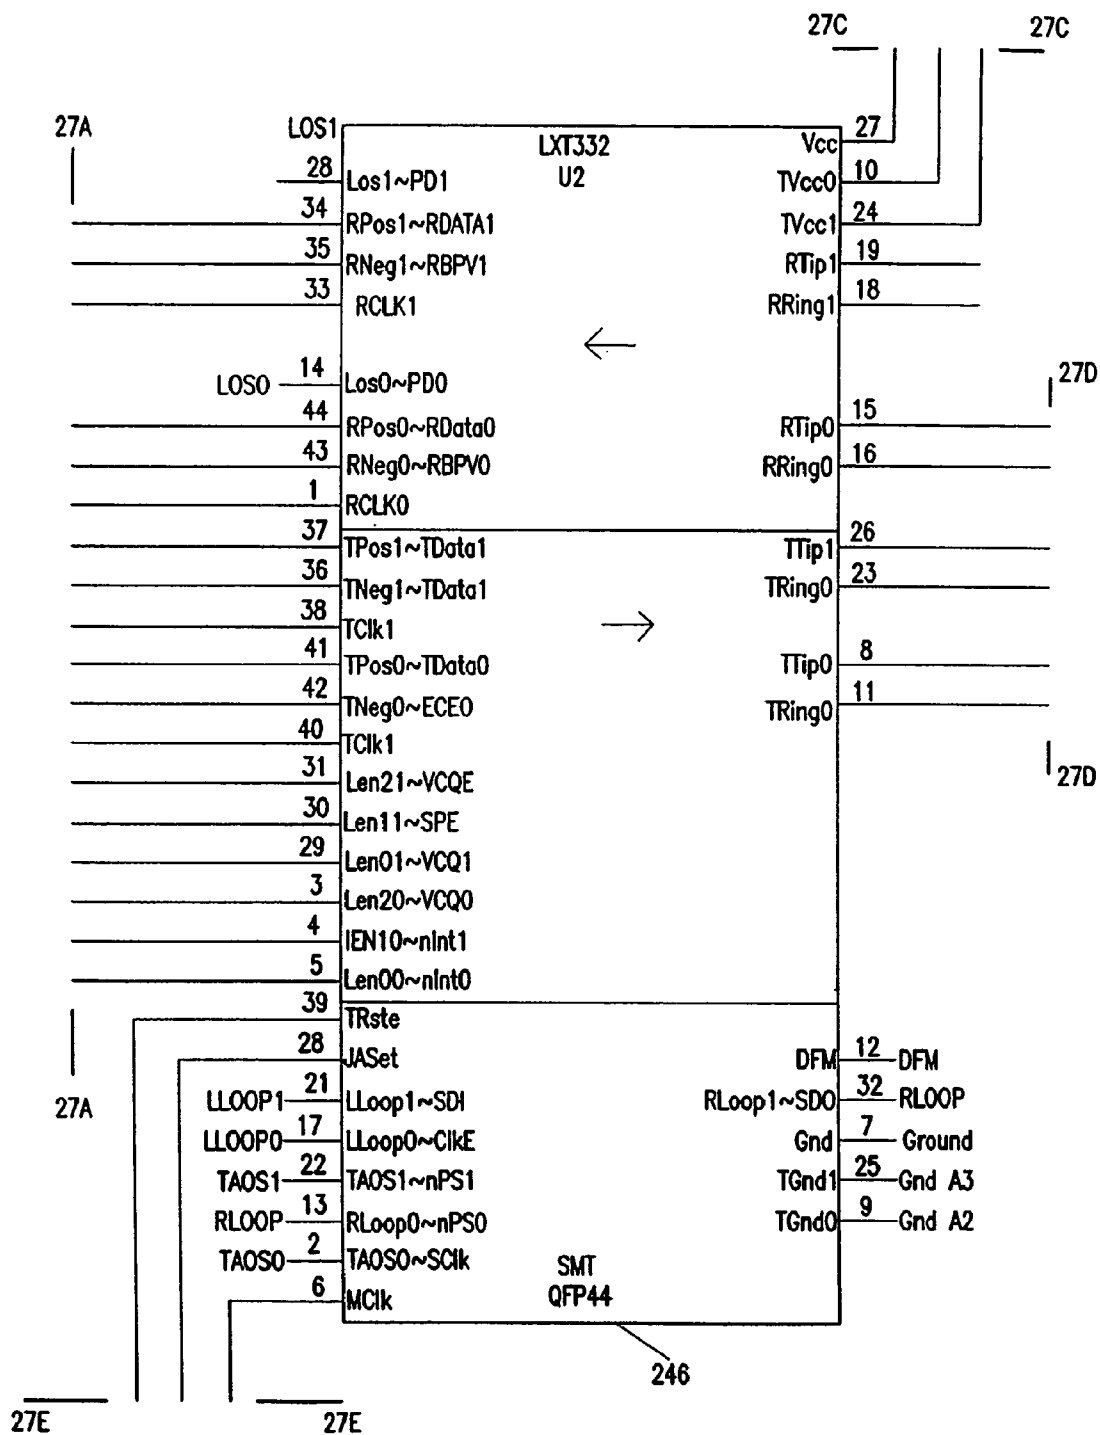 27C 27C
27A
LOS1
LXT332
U2
Vcc 27
28 Los1~PD1
TVcc0 10
34 RPos1~RDATA1
TVcc1 24
35 RNeg1~RBPV1
RTip1 19
33 RCLK1
RRing1 18
LOS0 14 Los0~PD0
27D
44 RPos0~RData0
RTip0 15
43 RNeg0~RBPV0
RRing0 16
1 RCLK0
37 TPos1~TData1
TTip1 26
36 TNeg1~TData1
TRing0 23
38 TClk1
41 TPos0~TData0
TTip0 8
42 TNeg0~ECE0
TRing0 11
40 TClk1
27D
31 Len21~VCQE
30 Len11~SPE
29 Len01~VCQ1
3 Len20~VCQ0
4 lEN10~nInt1
5 Len00~nInt0
39 TRste
28 JASet
DFM 12 DFM
27A
LLOOP1 21 LLoop1~SDI
RLoop1~SDO 32 RLOOP
LLOOP0 17 LLoop0~ClkE
Gnd 7 Ground
TAOS1 22 TAOS1~nPS1
TGnd1 25 Gnd A3
RLOOP 13 RLoop0~nPS0
TGnd0 9 Gnd A2
TAOS0 2 TAOS0~SClk
SMT
QFP44
6 MClk
246
27E 27E